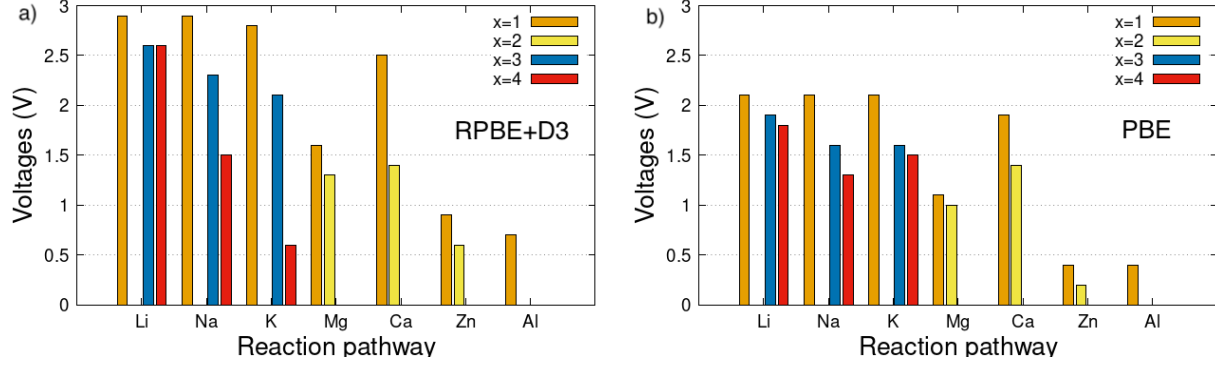 a)
3
2.5
2
1.5
1
0.5
0
Voltages (V)
x=1
x=2
x=3
x=4
RPBE+D3
Li Na K Mg Ca Zn Al
Reaction pathway
b)
3
2.5
2
1.5
1
0.5
0
Voltages (V)
x=1
x=2
x=3
x=4
PBE
Li Na K Mg Ca Zn Al
Reaction pathway